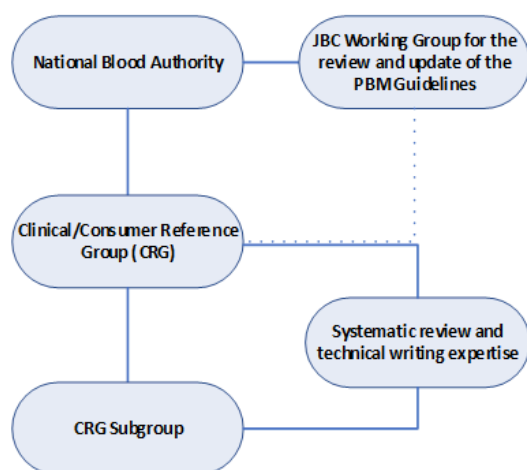 National Blood Authority
JBC Working Group for the
review and update of the
PBM Guidelines
Clinical/Consumer Reference
Group (CRG)
Systematic review and
technical writing expertise
CRG Subgroup